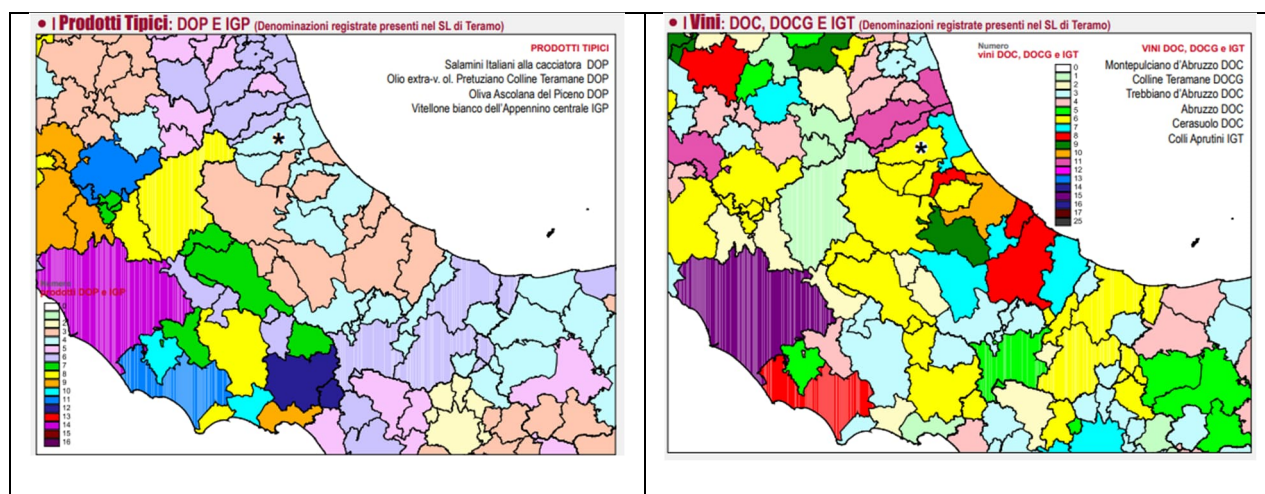 ● I Prodotti Tipici: DOP E IGP (Denominazioni registrate presenti nel SL di Teramo)
PRODOTTI TIPICI
Salamini Italiani alla cacciatora DOP
Olio extra-v. ol. Pretuziano Colline Teramane DOP
Oliva Ascolana del Piceno DOP
Vitellone bianco dell'Appennino centrale IGP
*
Numero
prodotti DOP e IGP
0
1
2
3
4
5
6
7
8
9
10
11
12
13
14
15
16
● I Vini: DOC, DOCG E IGT (Denominazioni registrate presenti nel SL di Teramo)
Numero
vini DOC, DOCG e IGT
0
1
2
3
4
5
6
7
8
9
10
11
12
13
14
15
16
17
25
VINI DOC, DOCG e IGT
Montepulciano d'Abruzzo DOC
Colline Teramane DOCG
Trebbiano d'Abruzzo DOC
Abruzzo DOC
Cerasuolo DOC
Colli Aprutini IGT
*